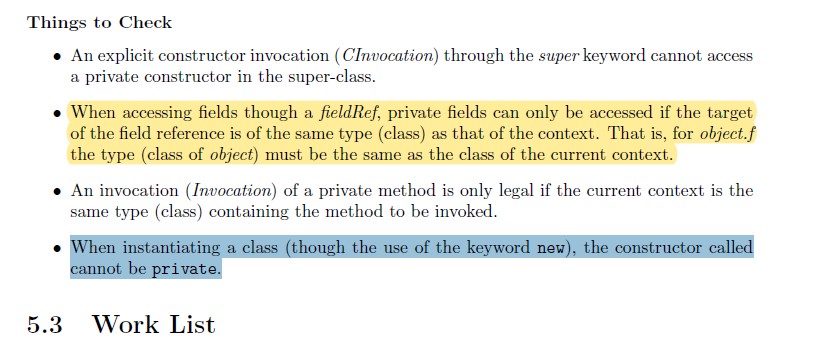 Things to Check
• An explicit constructor invocation (CInvocation) through the super keyword cannot access
a private constructor in the super-class.
• When accessing fields though a fieldRef, private fields can only be accessed if the target
of the field reference is of the same type (class) as that of the context. That is, for object.f
the type (class of object) must be the same as the class of the current context.
• An invocation (Invocation) of a private method is only legal if the current context is the
same type (class) containing the method to be invoked.
• When instantiating a class (though the use of the keyword new), the constructor called
cannot be private.
5.3 Work List